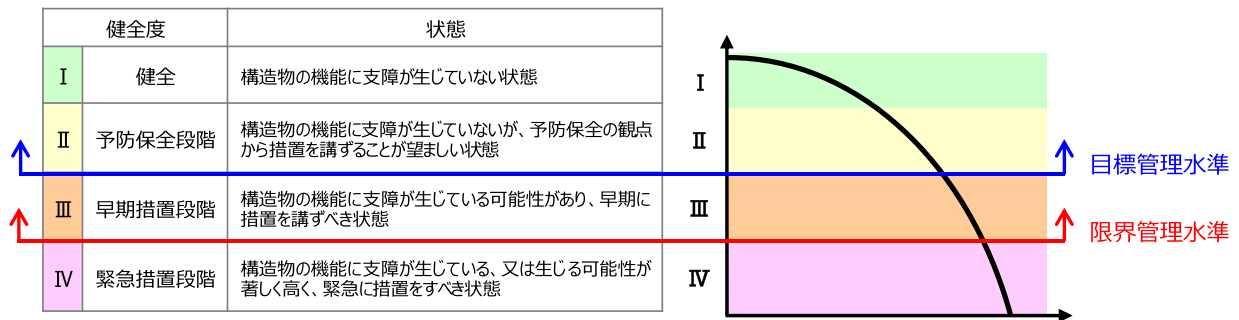 健全度
状態
Ⅰ
健全
構造物の機能に支障が生じていない状態
Ⅱ
予防保全段階
構造物の機能に支障が生じていないが、予防保全の観点
から措置を講ずることが望ましい状態
Ⅲ
早期措置段階
構造物の機能に支障が生じている可能性があり、早期に
措置を講ずべき状態
Ⅳ
緊急措置段階
構造物の機能に支障が生じている、又は生じる可能性が
著しく高く、緊急に措置をすべき状態
Ⅰ
Ⅱ
Ⅲ
Ⅳ
目標管理水準
限界管理水準